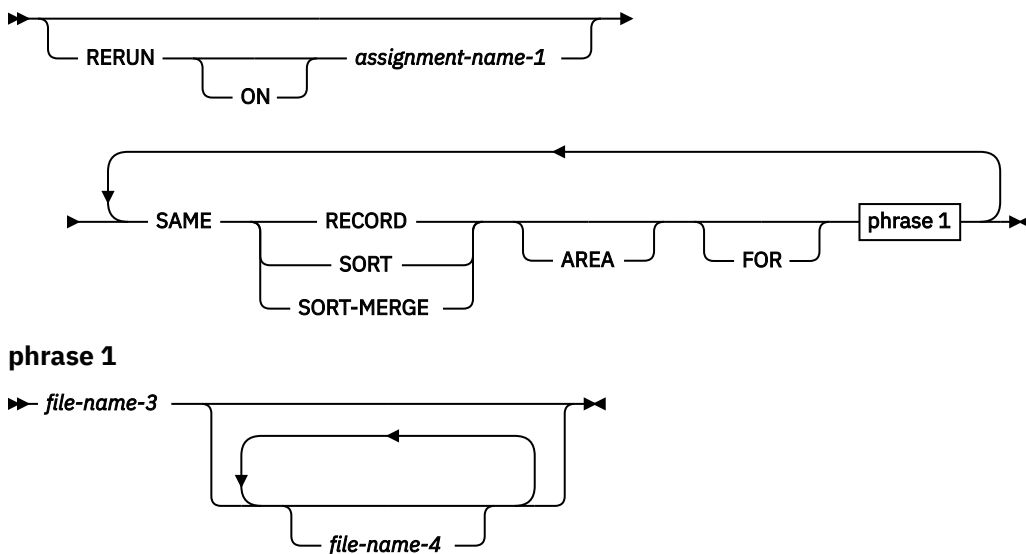 RERUN assignment-name-1
ON
SAME RECORD phrase 1
SORT AREA FOR
SORT-MERGE
phrase 1
file-name-3
file-name-4